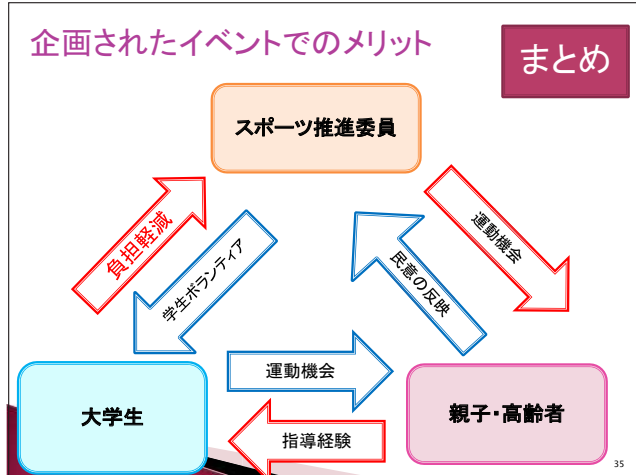 企画されたイベントでのメリット
まとめ
スポーツ推進委員
負担軽減
学生ボランティア
民意の反映
運動機会
運動機会
大学生
親子・高齢者
指導経験
35